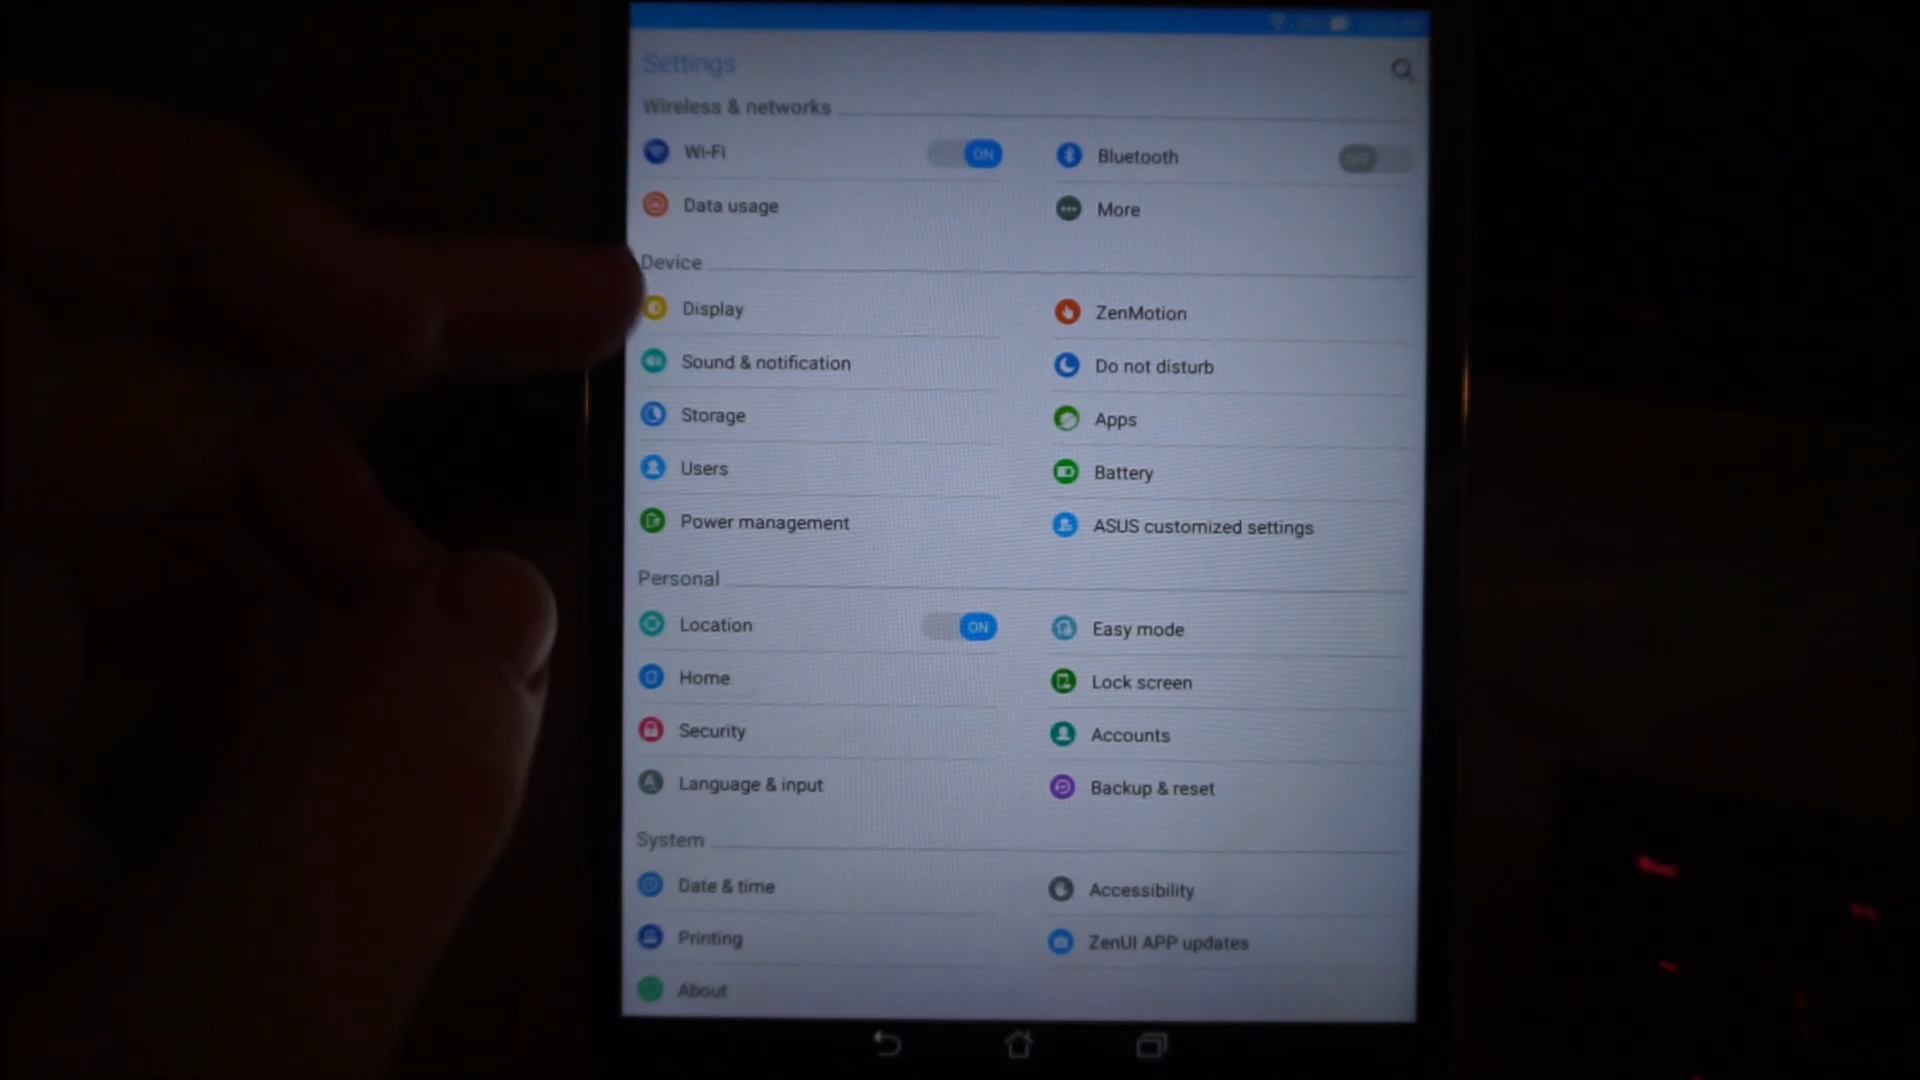 Settings
Wireless & networks
Wi-Fi ON
Bluetooth OFF
Data usage
More
Device
Display
ZenMotion
Sound & notification
Do not disturb
Storage
Apps
Users
Battery
Power management
ASUS customized settings
Personal
Location ON
Easy mode
Home
Lock screen
Security
Accounts
Language & input
Backup & reset
System
Date & time
Accessibility
Printing
ZenUI APP updates
About